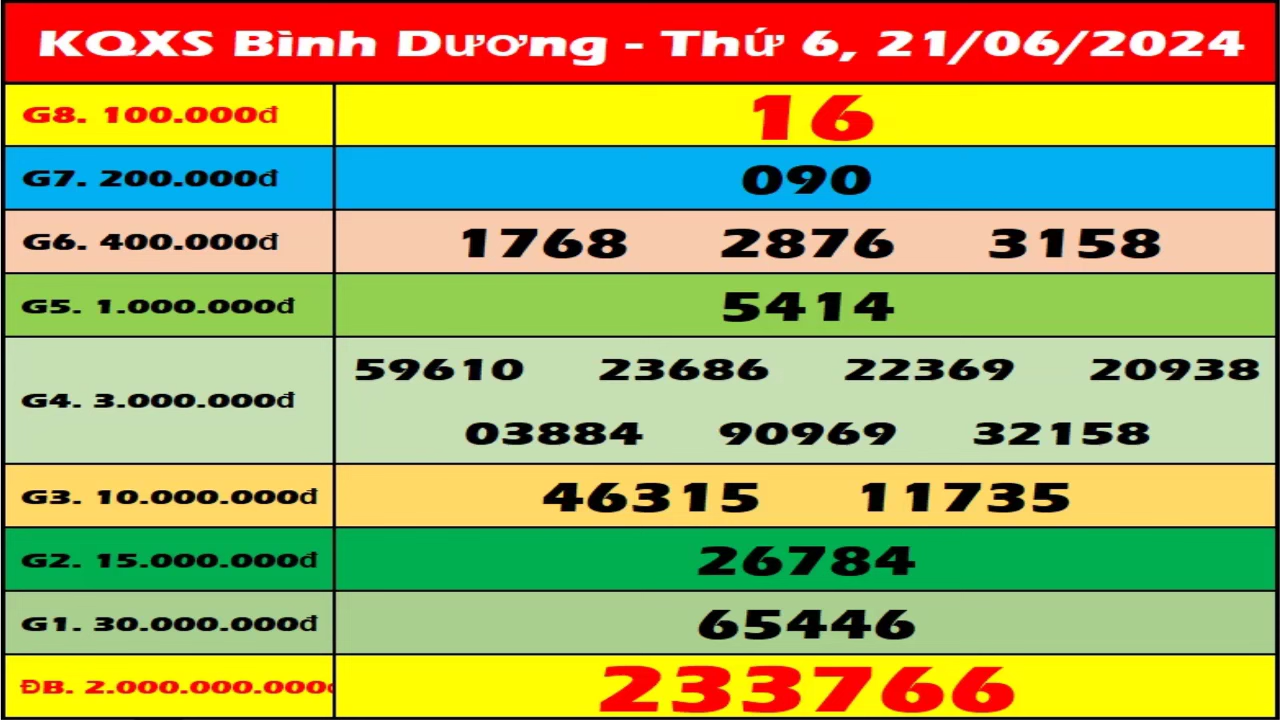 KQXS Bình Dương - Thứ 6, 21/06/2024
G8. 100.000đ 16
G7. 200.000đ 090
G6. 400.000đ 1768 2876 3158
G5. 1.000.000đ 5414
59610 23686 22369 20938
G4. 3.000.000đ
03884 90969 32158
G3. 10.000.000đ 46315 11735
G2. 15.000.000đ 26784
G1. 30.000.000đ 65446
ĐB. 2.000.000.000đ 233766